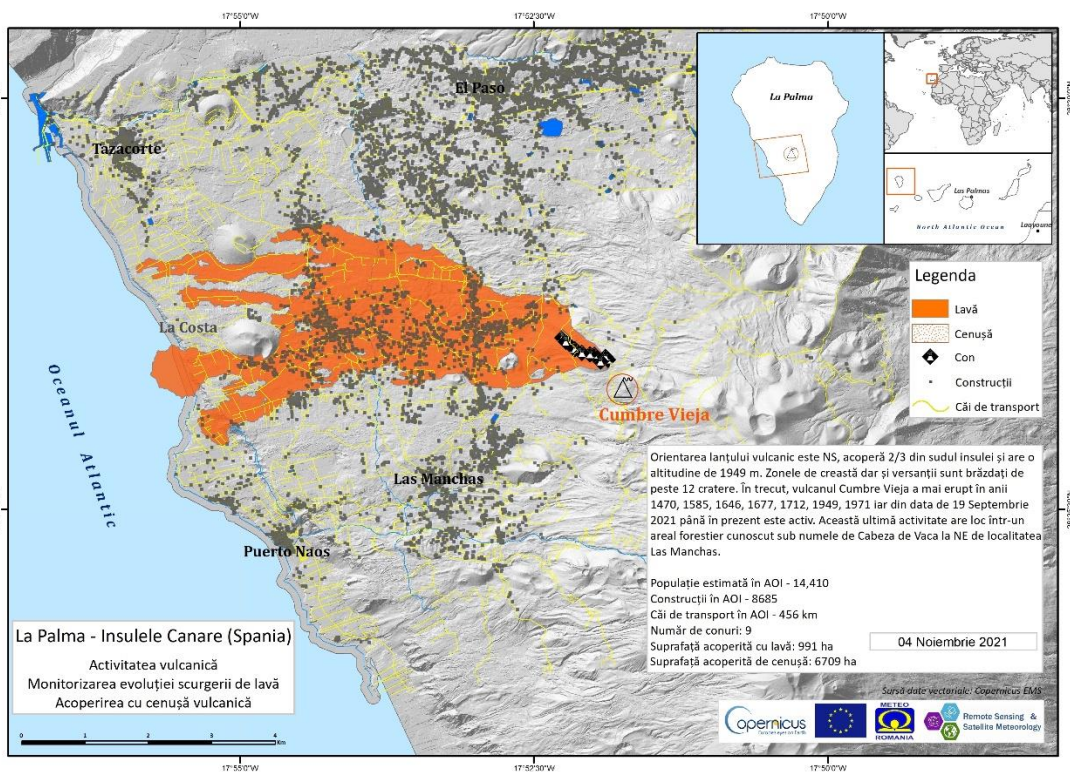 17°55'0"W
17°52'30"W
17°50'0"W
El Paso
Tazacorte
La Costa
Oceanul Atlantic
Cumbre Vieja
Las Manchas
Puerto Naos
La Palma
Las Palmas
Laayoune
North Atlantic Ocean
Legenda
Lavă
Cenușă
Con
Construcții
Căi de transport
Orientarea lanțului vulcanic este NS, acoperă 2/3 din sudul insulei și are o
altitudine de 1949 m. Zonele de creastă dar și versanții sunt brăzdați de
peste 12 cratere. În trecut, vulcanul Cumbre Vieja a mai erupt în anii
1470, 1585, 1646, 1677, 1712, 1949, 1971 iar din data de 19 Septembrie
2021 până în prezent este activ. Această ultimă activitate are loc într-un
areal forestier cunoscut sub numele de Cabeza de Vaca la NE de localitatea
Las Manchas.
Populație estimată în AOI - 14,410
Construcții în AOI - 8685
Căi de transport în AOI - 456 km
Număr de conuri: 9
Suprafață acoperită cu lavă: 991 ha
Suprafață acoperită de cenușă: 6709 ha
04 Noiembrie 2021
La Palma - Insulele Canare (Spania)
Activitatea vulcanică
Monitorizarea evoluției scurgerii de lavă
Acoperirea cu cenușă vulcanică
0 1 2 3 4
Km
Sursă date vectoriale: Copernicus EMS
Copernicus
METEO
ROMANIA
Remote Sensing &
Satellite Meteorology
17°55'0"W
17°52'30"W
17°50'0"W